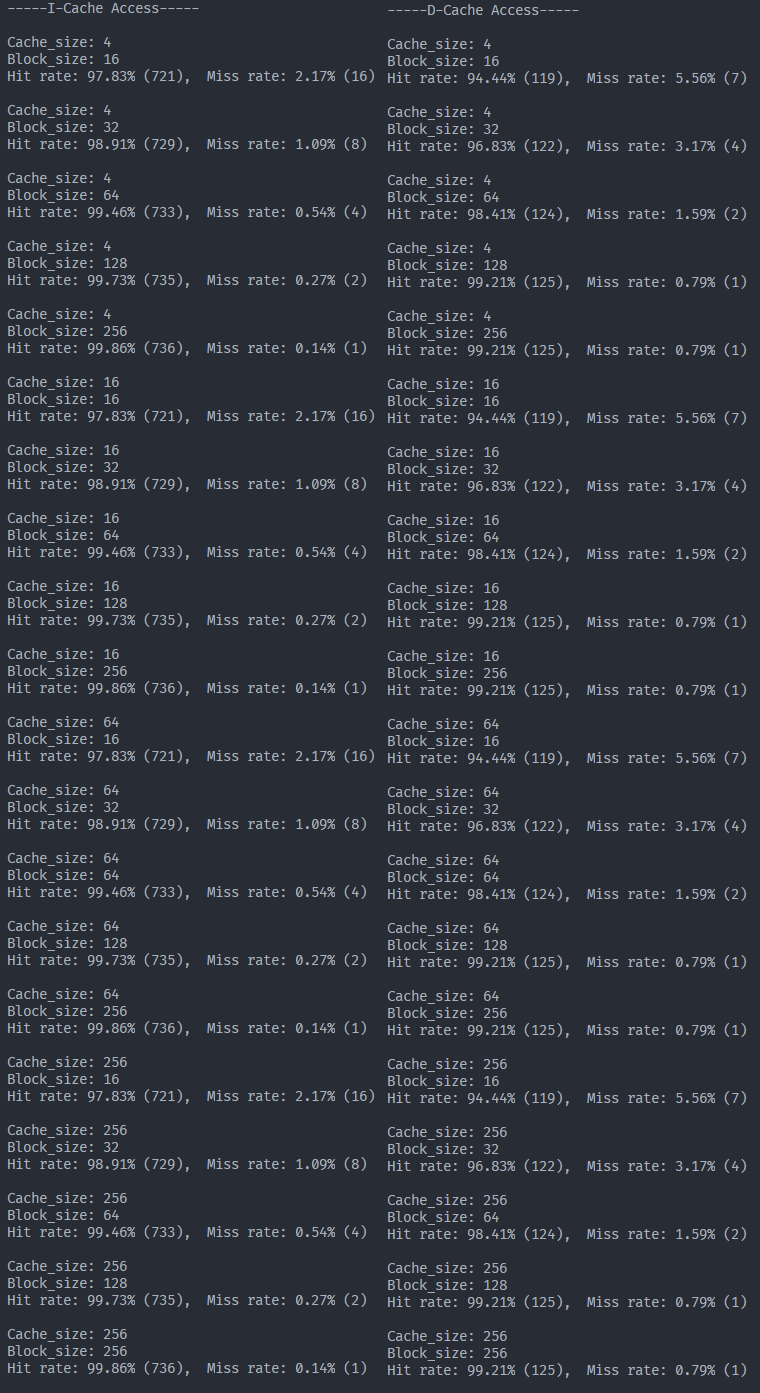 -----I-Cache Access-----
Cache_size: 4
Block_size: 16
Hit rate: 97.83% (721),  Miss rate: 2.17% (16)
Cache_size: 4
Block_size: 32
Hit rate: 98.91% (729),  Miss rate: 1.09% (8)
Cache_size: 4
Block_size: 64
Hit rate: 99.46% (733),  Miss rate: 0.54% (4)
Cache_size: 4
Block_size: 128
Hit rate: 99.73% (735),  Miss rate: 0.27% (2)
Cache_size: 4
Block_size: 256
Hit rate: 99.86% (736),  Miss rate: 0.14% (1)
Cache_size: 16
Block_size: 16
Hit rate: 97.83% (721),  Miss rate: 2.17% (16)
Cache_size: 16
Block_size: 32
Hit rate: 98.91% (729),  Miss rate: 1.09% (8)
Cache_size: 16
Block_size: 64
Hit rate: 99.46% (733),  Miss rate: 0.54% (4)
Cache_size: 16
Block_size: 128
Hit rate: 99.73% (735),  Miss rate: 0.27% (2)
Cache_size: 16
Block_size: 256
Hit rate: 99.86% (736),  Miss rate: 0.14% (1)
Cache_size: 64
Block_size: 16
Hit rate: 97.83% (721),  Miss rate: 2.17% (16)
Cache_size: 64
Block_size: 32
Hit rate: 98.91% (729),  Miss rate: 1.09% (8)
Cache_size: 64
Block_size: 64
Hit rate: 99.46% (733),  Miss rate: 0.54% (4)
Cache_size: 64
Block_size: 128
Hit rate: 99.73% (735),  Miss rate: 0.27% (2)
Cache_size: 64
Block_size: 256
Hit rate: 99.86% (736),  Miss rate: 0.14% (1)
Cache_size: 256
Block_size: 16
Hit rate: 97.83% (721),  Miss rate: 2.17% (16)
Cache_size: 256
Block_size: 32
Hit rate: 98.91% (729),  Miss rate: 1.09% (8)
Cache_size: 256
Block_size: 64
Hit rate: 99.46% (733),  Miss rate: 0.54% (4)
Cache_size: 256
Block_size: 128
Hit rate: 99.73% (735),  Miss rate: 0.27% (2)
Cache_size: 256
Block_size: 256
Hit rate: 99.86% (736),  Miss rate: 0.14% (1)
-----D-Cache Access-----
Cache_size: 4
Block_size: 16
Hit rate: 94.44% (119),  Miss rate: 5.56% (7)
Cache_size: 4
Block_size: 32
Hit rate: 96.83% (122),  Miss rate: 3.17% (4)
Cache_size: 4
Block_size: 64
Hit rate: 98.41% (124),  Miss rate: 1.59% (2)
Cache_size: 4
Block_size: 128
Hit rate: 99.21% (125),  Miss rate: 0.79% (1)
Cache_size: 4
Block_size: 256
Hit rate: 99.21% (125),  Miss rate: 0.79% (1)
Cache_size: 16
Block_size: 16
Hit rate: 94.44% (119),  Miss rate: 5.56% (7)
Cache_size: 16
Block_size: 32
Hit rate: 96.83% (122),  Miss rate: 3.17% (4)
Cache_size: 16
Block_size: 64
Hit rate: 98.41% (124),  Miss rate: 1.59% (2)
Cache_size: 16
Block_size: 128
Hit rate: 99.21% (125),  Miss rate: 0.79% (1)
Cache_size: 16
Block_size: 256
Hit rate: 99.21% (125),  Miss rate: 0.79% (1)
Cache_size: 64
Block_size: 16
Hit rate: 94.44% (119),  Miss rate: 5.56% (7)
Cache_size: 64
Block_size: 32
Hit rate: 96.83% (122),  Miss rate: 3.17% (4)
Cache_size: 64
Block_size: 64
Hit rate: 98.41% (124),  Miss rate: 1.59% (2)
Cache_size: 64
Block_size: 128
Hit rate: 99.21% (125),  Miss rate: 0.79% (1)
Cache_size: 64
Block_size: 256
Hit rate: 99.21% (125),  Miss rate: 0.79% (1)
Cache_size: 256
Block_size: 16
Hit rate: 94.44% (119),  Miss rate: 5.56% (7)
Cache_size: 256
Block_size: 32
Hit rate: 96.83% (122),  Miss rate: 3.17% (4)
Cache_size: 256
Block_size: 64
Hit rate: 98.41% (124),  Miss rate: 1.59% (2)
Cache_size: 256
Block_size: 128
Hit rate: 99.21% (125),  Miss rate: 0.79% (1)
Cache_size: 256
Block_size: 256
Hit rate: 99.21% (125),  Miss rate: 0.79% (1)